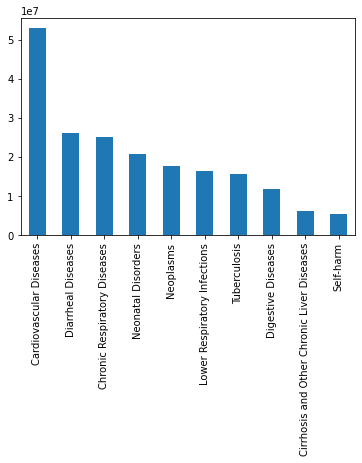 1e7
5
4
3
2
1
0
Cardiovascular Diseases
Diarrheal Diseases
Chronic Respiratory Diseases
Neonatal Disorders
Neoplasms
Lower Respiratory Infections
Tuberculosis
Digestive Diseases
Cirrhosis and Other Chronic Liver Diseases
Self-harm